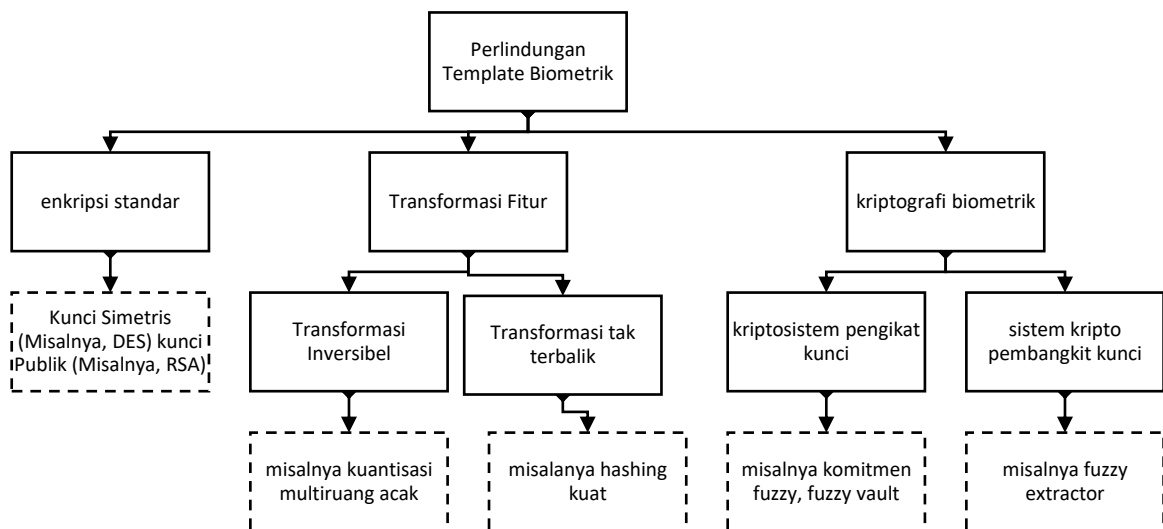 Perlindungan
Template Biometrik
enkripsi standar
Transformasi Fitur
kriptografi biometrik
Kunci Simetris
(Misalnya, DES) kunci
Publik (Misalnya, RSA)
Transformasi
Inversibel
Transformasi tak
terbalik
kriptosistem pengikat
kunci
sistem kripto
pembangkit kunci
misalnya kuantisasi
multiruang acak
misalanya hashing
kuat
misalnya komitmen
fuzzy, fuzzy vault
misalnya fuzzy
extractor